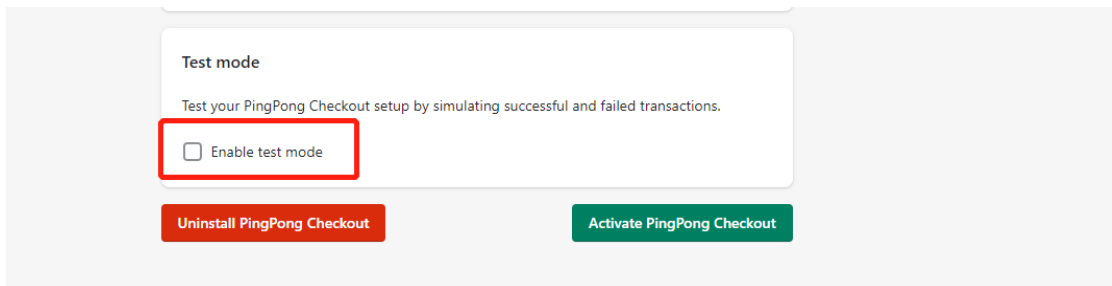 Test mode
Test your PingPong Checkout setup by simulating successful and failed transactions.
Enable test mode
Uninstall PingPong Checkout
Activate PingPong Checkout